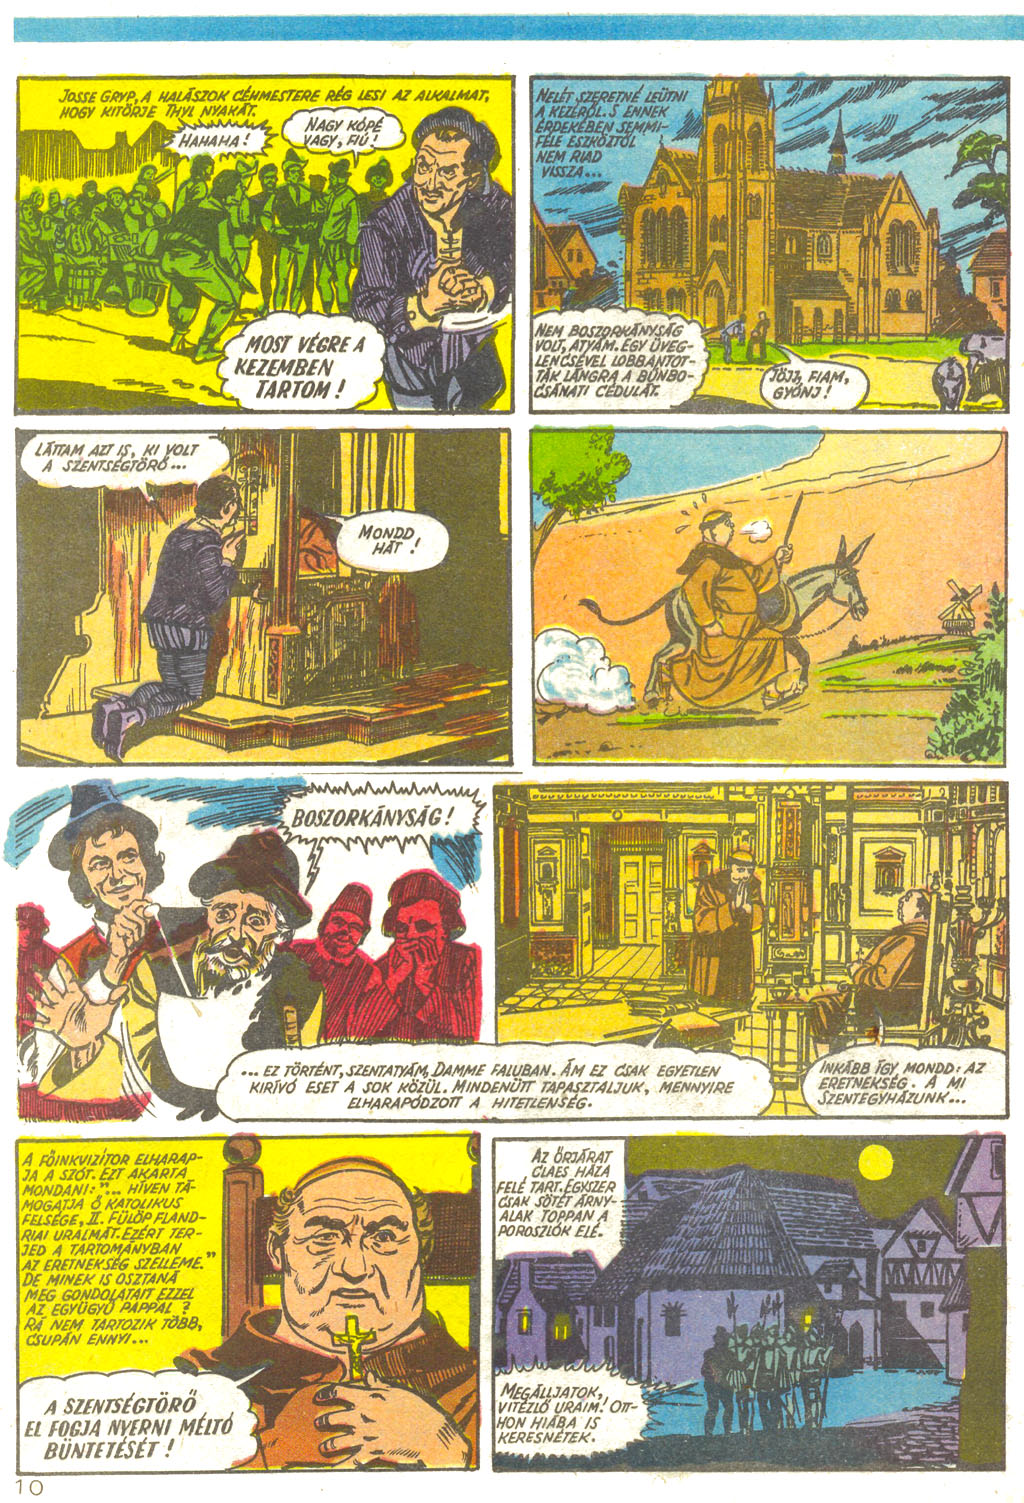 JOSSE GRYP, A HALÁSZOK CÉHMESTERE RÉG LESI AZ ALKALMAT,
HOGY KITÖRJE THYL NYAKÁT.
HAHAHA!
NAGY KÓPÉ
VAGY, FIÚ!
MOST VÉGRE A
KEZEMBEN
TARTOM!
NELÉT SZERETNÉ LEÜTNI
A KEZÉRŐL. S ENNEK
ÉRDEKÉBEN SEMMI-
FÉLE ESZKÖZTŐL
NEM RIAD
VISSZA...
NEM BOSZORKÁNYSÁG
VOLT, ATYÁM. EGY ÜVEG-
LENCSÉVEL LOBBANTOT-
TÁK LÁNGRA A BŰNBO-
CSÁNATI CÉDULÁT.
JÖJJ, FIAM,
GYÓNJ!
LÁTTAM AZT IS, KI VOLT
A SZENTSÉGTÖRŐ...
MONDD
HÁT!
BOSZORKÁNYSÁG!
... EZ TÖRTÉNT, SZENTATYÁM, DAMME FALUBAN. ÁM EZ CSAK EGYETLEN
KIRÍVÓ ESET A SOK KÖZÜL. MINDENÜTT TAPASZTALJUK, MENNYIRE
ELHARAPÓDZOTT A HITETLENSÉG.
INKÁBB ÍGY MONDD: AZ
ERETNEKSÉG. A MI
SZENTEGYHÁZUNK...
A FŐINKVIZÍTOR ELHARAP-
JA A SZÓT. EZT AKARTA
MONDANI: "... HÍVEN TÁ-
MOGATJA Ő KATOLIKUS
FELSÉGE, II. FÜLÖP FLAND-
RIAI URALMÁT. EZÉRT TER-
JED A TARTOMÁNYBAN
AZ ERETNEKSÉG SZELLEME."
DE MINEK IS OSZTANÁ
MEG GONDOLATAIT EZZEL
AZ EGYÜGYŰ PAPPAL?
RÁ NEM TARTOZIK TÖBB,
CSUPÁN ENNYI...
A SZENTSÉGTÖRŐ
EL FOGJA NYERNI MÉLTÓ
BÜNTETÉSÉT!
AZ ŐRJÁRAT
CLAES HÁZA
FELÉ TART. EGYSZER
CSAK SÖTÉT ÁRNY-
ALAK TOPPAN A
POROSZLÓK ELÉ.
MEGÁLLJATOK,
VITÉZLŐ URAIM! OTT-
HON HIÁBA IS
KERESNÉTEK.
10